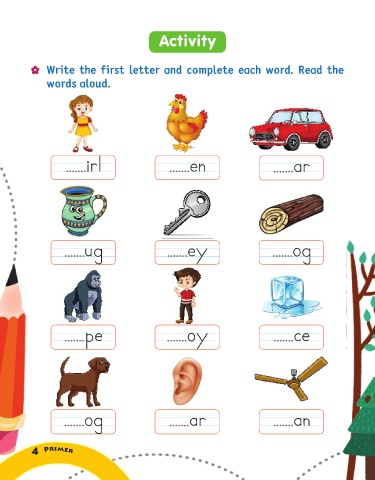 Activity
Write the first letter and complete each word. Read the
words aloud.
.......irl
.......en
.......ar
.......ug
.......ey
.......og
.......pe
.......oy
.......ce
.......og
.......ar
.......an
4 PRIMER